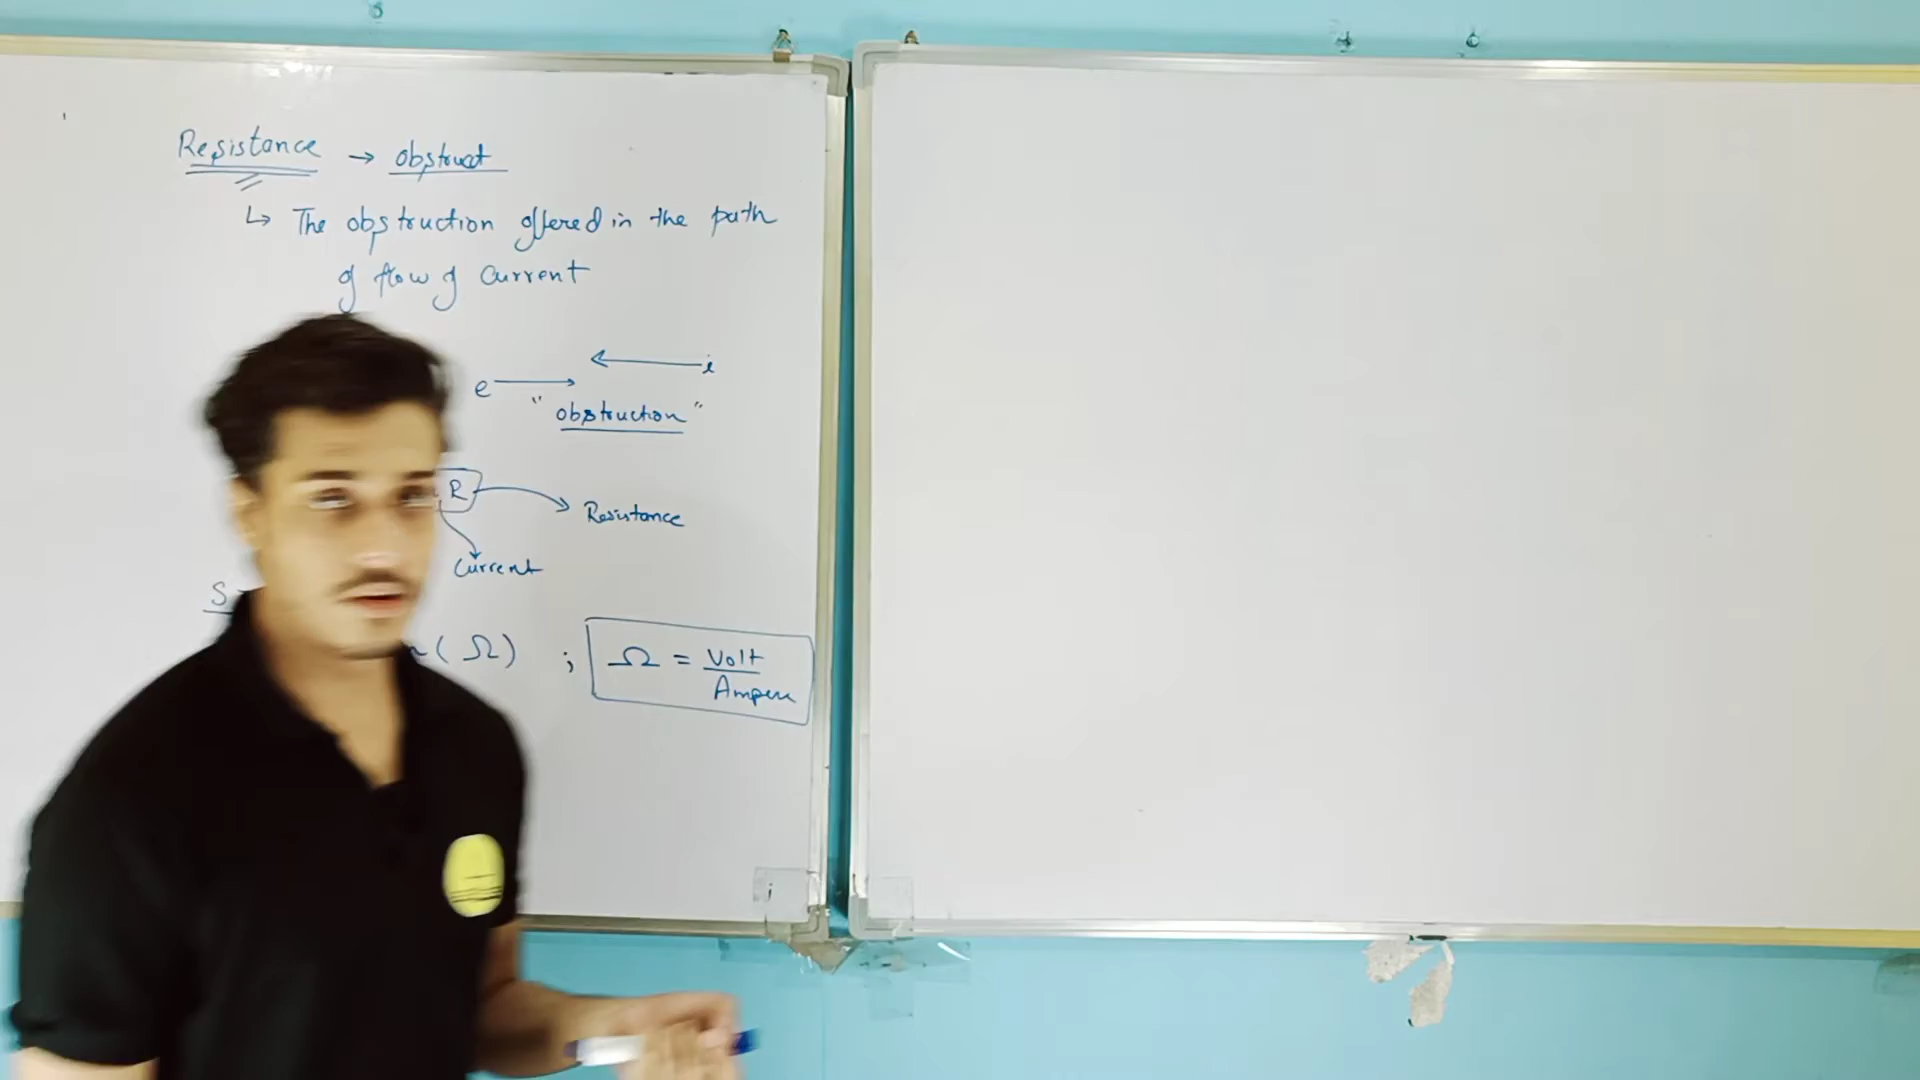 Resistance → obstruct
↳ The obstruction offered in the path
of flow of current
i
e
" obstruction "
R
Resistance
Current
S
(Ω) ; Ω = Volt
Ampere